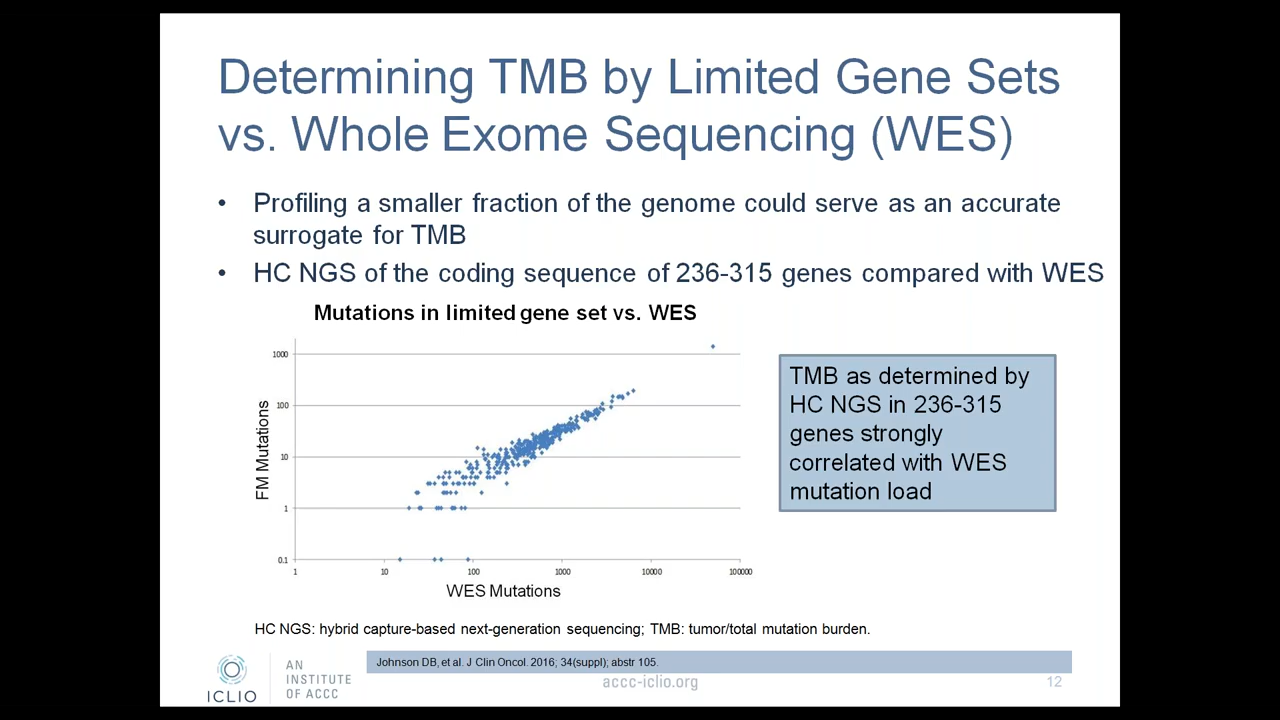 Determining TMB by Limited Gene Sets
vs. Whole Exome Sequencing (WES)
• Profiling a smaller fraction of the genome could serve as an accurate
surrogate for TMB
• HC NGS of the coding sequence of 236-315 genes compared with WES
Mutations in limited gene set vs. WES
FM Mutations
1000
100
10
1
0.1
1 10 100 1000 10000 100000
WES Mutations
TMB as determined by
HC NGS in 236-315
genes strongly
correlated with WES
mutation load
HC NGS: hybrid capture-based next-generation sequencing; TMB: tumor/total mutation burden.
Johnson DB, et al. J Clin Oncol. 2016; 34(suppl); abstr 105.
ICLIO
AN
INSTITUTE
OF ACCC
accc-iclio.org
12